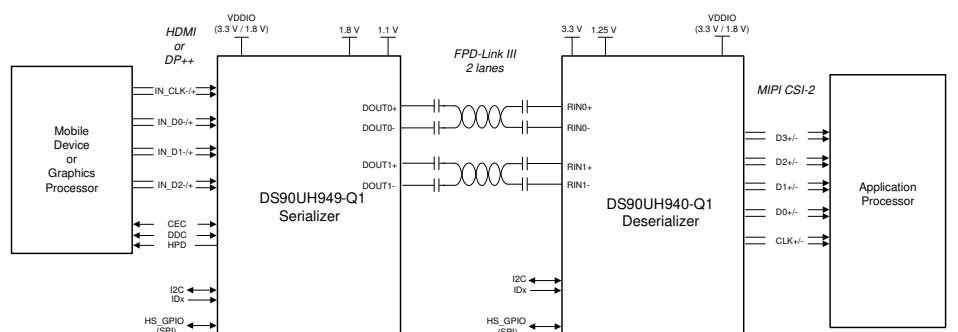 VDDIO
(3.3 V / 1.8 V)
1.8 V
1.1 V
HDMI
or
DP++
FPD-Link III
2 lanes
3.3 V
1.25 V
VDDIO
(3.3 V / 1.8 V)
MIPI CSI-2
Mobile
Device
or
Graphics
Processor
IN_CLK-/+
IN_D0-/+
IN_D1-/+
IN_D2-/+
CEC
DDC
HPD
I2C
IDx
HS_GPIO
(SPI)
DOUT0+
DOUT0-
DOUT1+
DOUT1-
DS90UH949-Q1
Serializer
RIN0+
RIN0-
RIN1+
RIN1-
DS90UH940-Q1
Deserializer
I2C
IDx
HS_GPIO
(SPI)
D3+/-
D2+/-
D1+/-
D0+/-
CLK+/-
Application
Processor